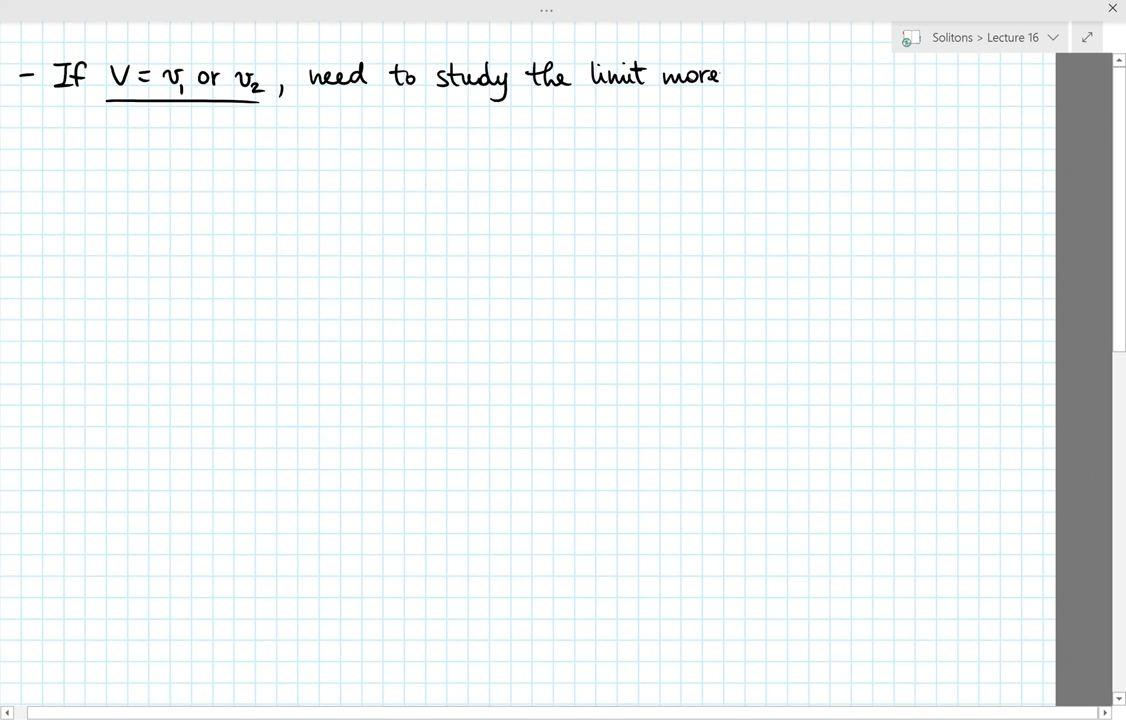 Solitons > Lecture 16
- If V = v₁ or v₂, need to study the limit more